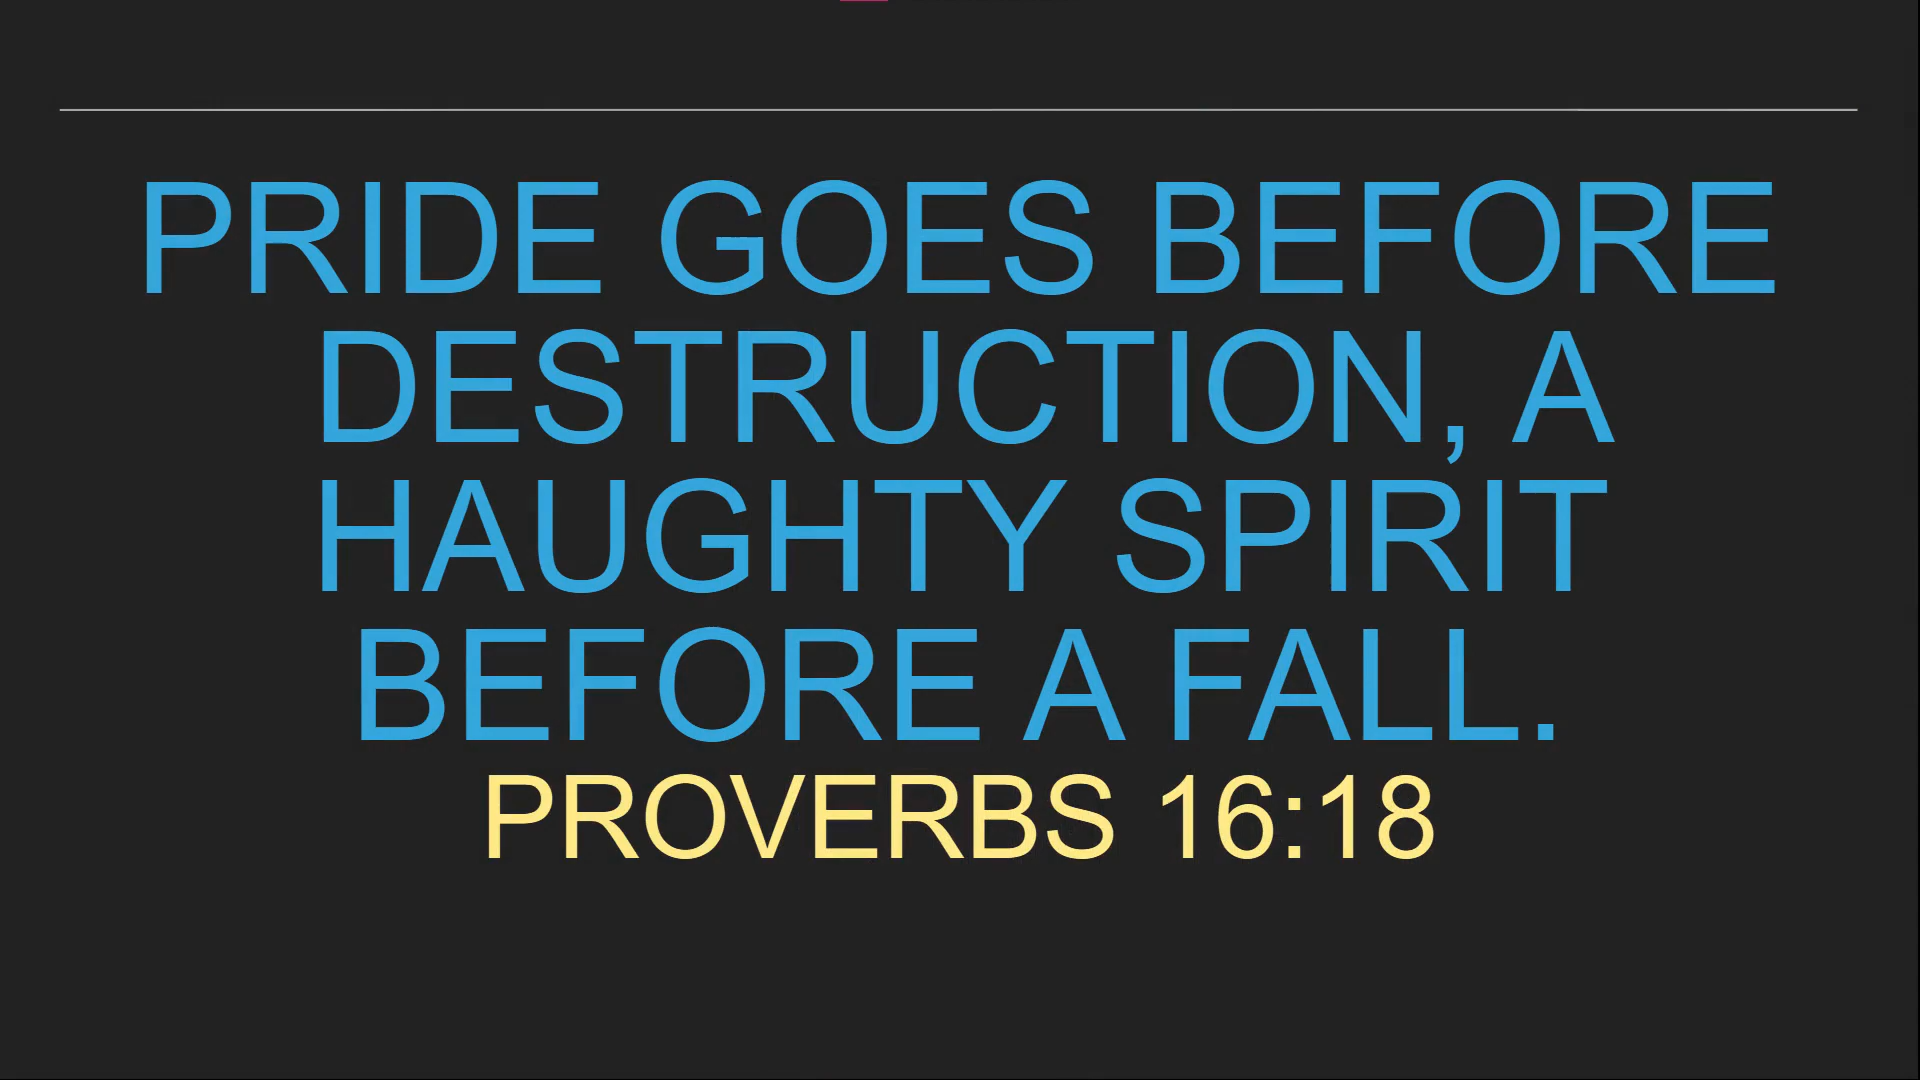 PRIDE GOES BEFORE
DESTRUCTION, A
HAUGHTY SPIRIT
BEFORE A FALL.
PROVERBS 16:18